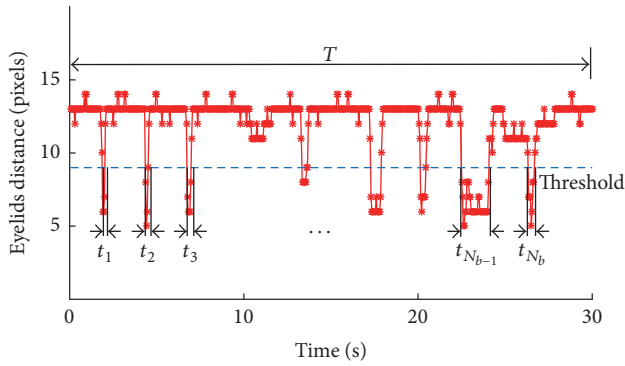 T
15
10
5
Eyelids distance (pixels)
Threshold
t1 t2 t3 ... tNb−1 tNb
0 10 20 30
Time (s)